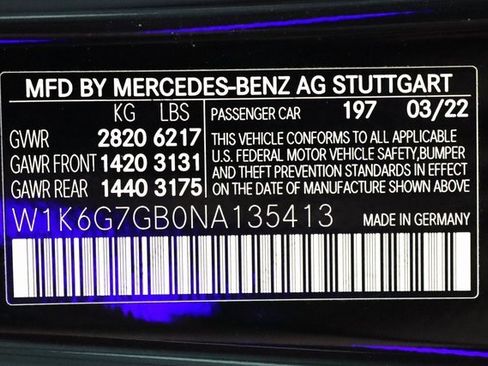 MFD BY MERCEDES-BENZ AG STUTTGART
KG LBS
GVWR 2820 6217
GAWR FRONT 1420 3131
GAWR REAR 1440 3175
PASSENGER CAR 197 03/22
THIS VEHICLE CONFORMS TO ALL APPLICABLE
U.S. FEDERAL MOTOR VEHICLE SAFETY, BUMPER
AND THEFT PREVENTION STANDARDS IN EFFECT
ON DATE OF MANUFACTURE SHOWN ABOVE
W1K6G7GB0NA135413 MADE IN GERMANY